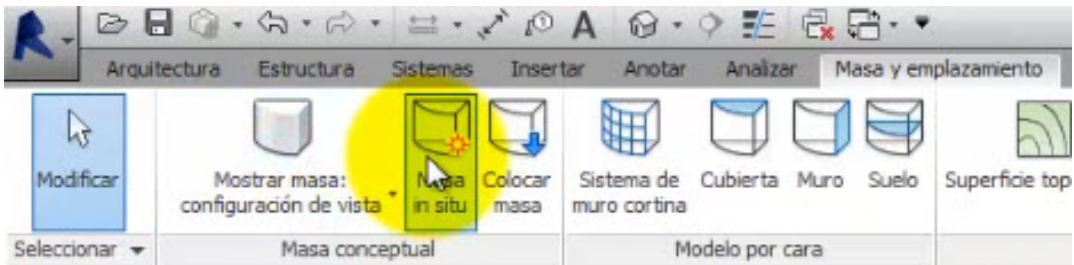 Arquitectura Estructura Sistemas Insertar Anotar Analizar Masa y emplazamiento
Modificar
Mostrar masa:
configuración de vista
Masa
in situ
Colocar
masa
Sistema de
muro cortina
Cubierta
Muro
Suelo
Superficie top
Seleccionar
Masa conceptual
Modelo por cara